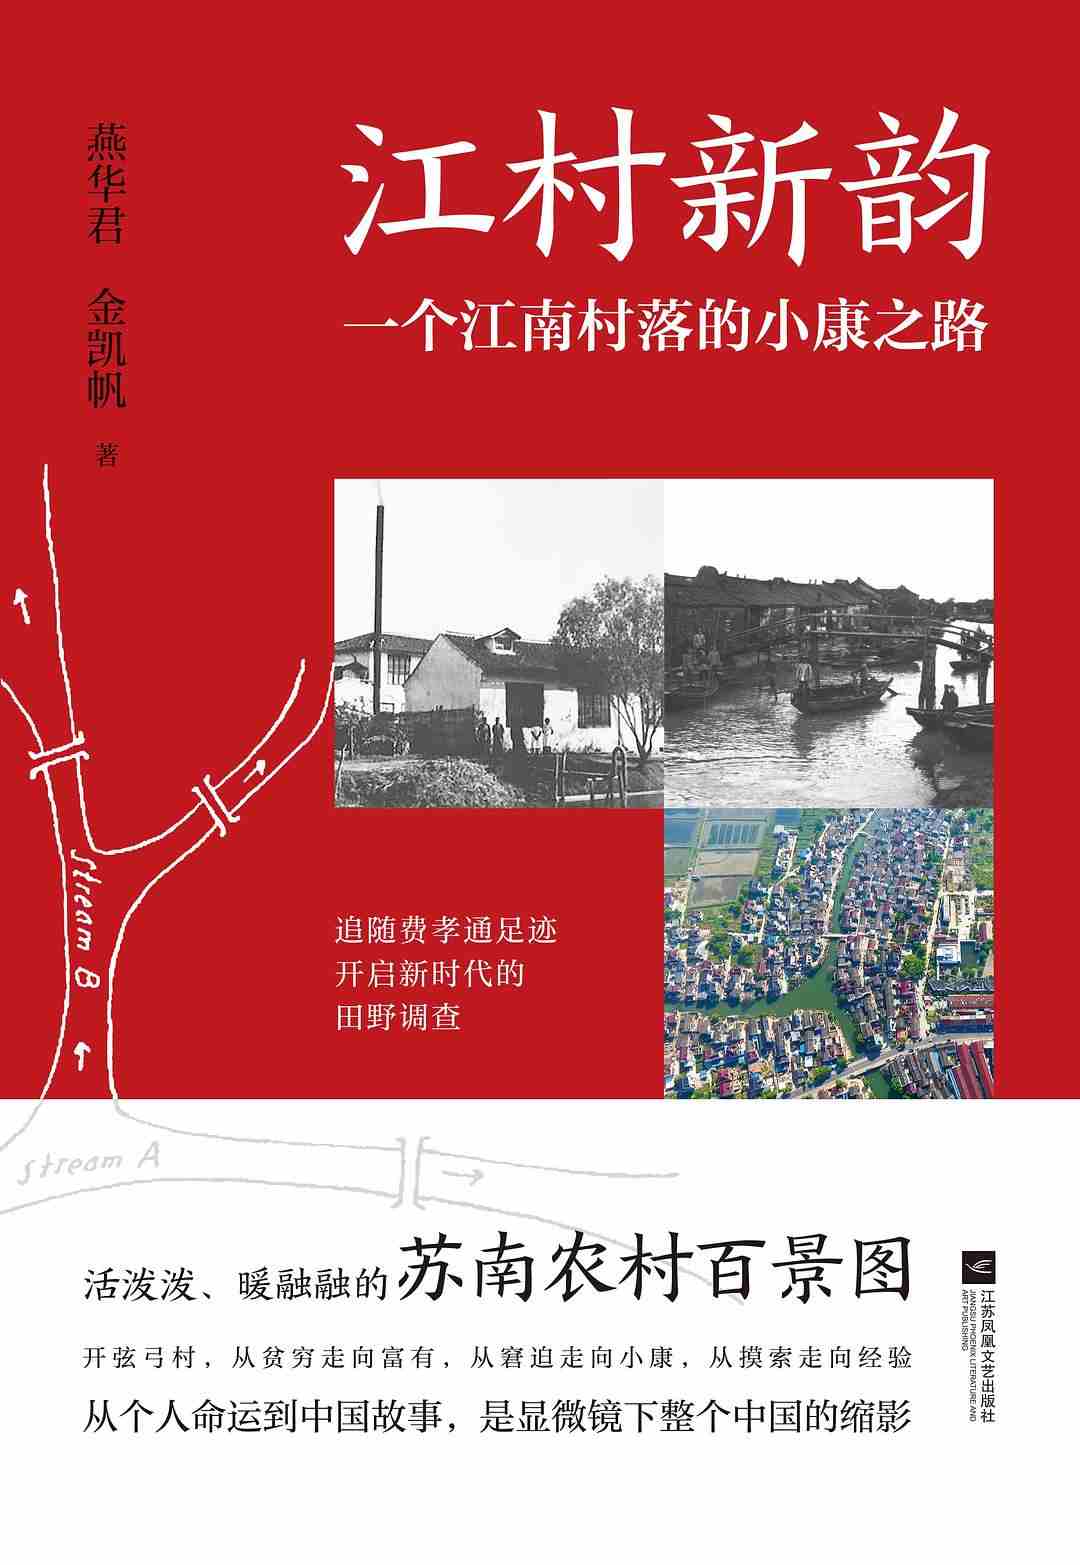 江村新韵
一个江南村落的小康之路
燕华君 金凯帆 著
追随费孝通足迹
开启新时代的
田野调查
Stream B
Stream A
活泼泼、暖融融的苏南农村百景图
开弦弓村，从贫穷走向富有，从窘迫走向小康，从摸索走向经验
从个人命运到中国故事，是显微镜下整个中国的缩影
江苏凤凰文艺出版社
JIANGSU PHOENIX LITERATURE AND
ART PUBLISHING